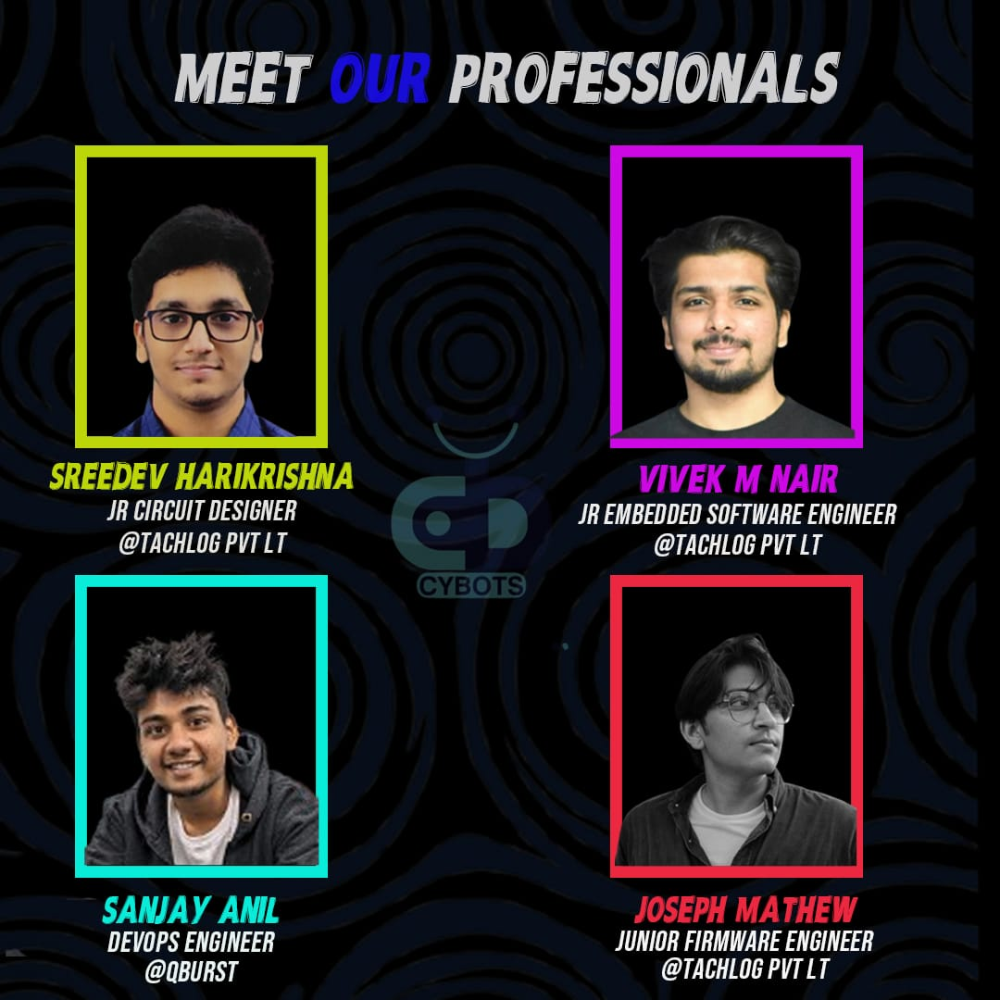 MEET OUR PROFESSIONALS
SREEDEV HARIKRISHNA
JR CIRCUIT DESIGNER
@TACHLOG PVT LT
VIVEK M NAIR
JR EMBEDDED SOFTWARE ENGINEER
@TACHLOG PVT LT
CYBOTS
SANJAY ANIL
DEVOPS ENGINEER
@QBURST
JOSEPH MATHEW
JUNIOR FIRMWARE ENGINEER
@TACHLOG PVT LT